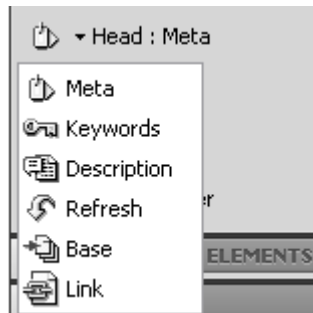 Head : Meta
Meta
Keywords
Description
Refresh
Base
ELEMENTS
Link